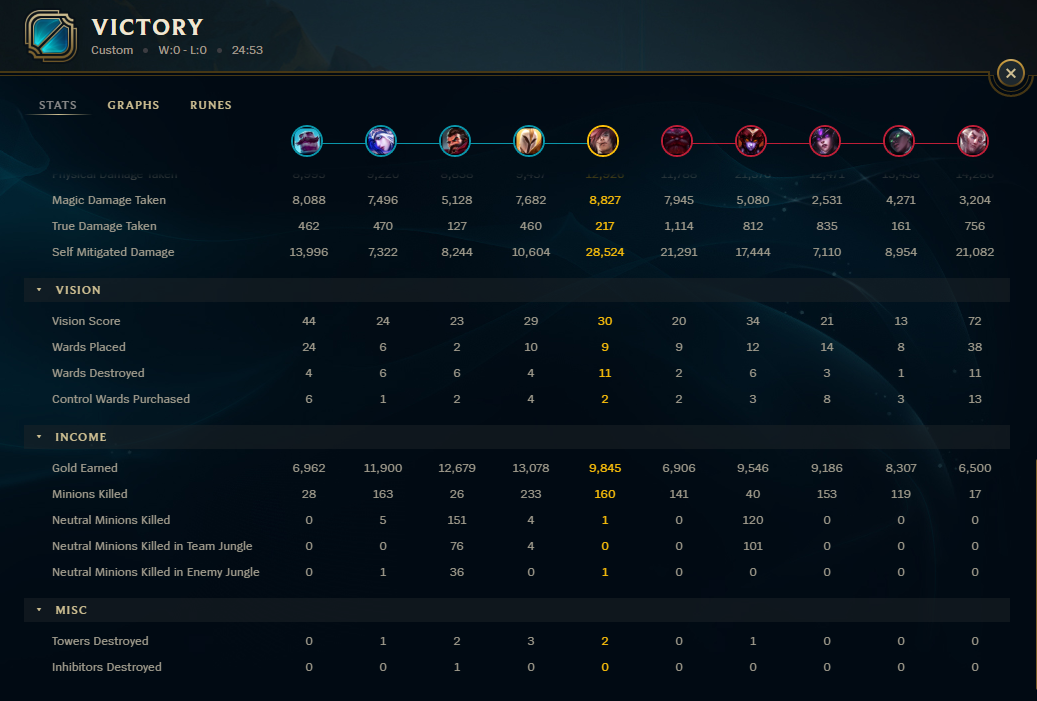 VICTORY
Custom • W:0 - L:0 • 24:53
STATS GRAPHS RUNES
Physical Damage Taken
Magic Damage Taken 8,088 7,496 5,128 7,682 8,827 7,945 5,080 2,531 4,271 3,204
True Damage Taken 462 470 127 460 217 1,114 812 835 161 756
Self Mitigated Damage 13,996 7,322 8,244 10,604 28,524 21,291 17,444 7,110 8,954 21,082
VISION
Vision Score 44 24 23 29 30 20 34 21 13 72
Wards Placed 24 6 2 10 9 9 12 14 8 38
Wards Destroyed 4 6 6 4 11 2 6 3 1 11
Control Wards Purchased 6 1 2 4 2 2 3 8 3 13
INCOME
Gold Earned 6,962 11,900 12,679 13,078 9,845 6,906 9,546 9,186 8,307 6,500
Minions Killed 28 163 26 233 160 141 40 153 119 17
Neutral Minions Killed 0 5 151 4 1 0 120 0 0 0
Neutral Minions Killed in Team Jungle 0 0 76 4 0 0 101 0 0 0
Neutral Minions Killed in Enemy Jungle 0 1 36 0 1 0 0 0 0 0
MISC
Towers Destroyed 0 1 2 3 2 0 1 0 0 0
Inhibitors Destroyed 0 0 1 0 0 0 0 0 0 0